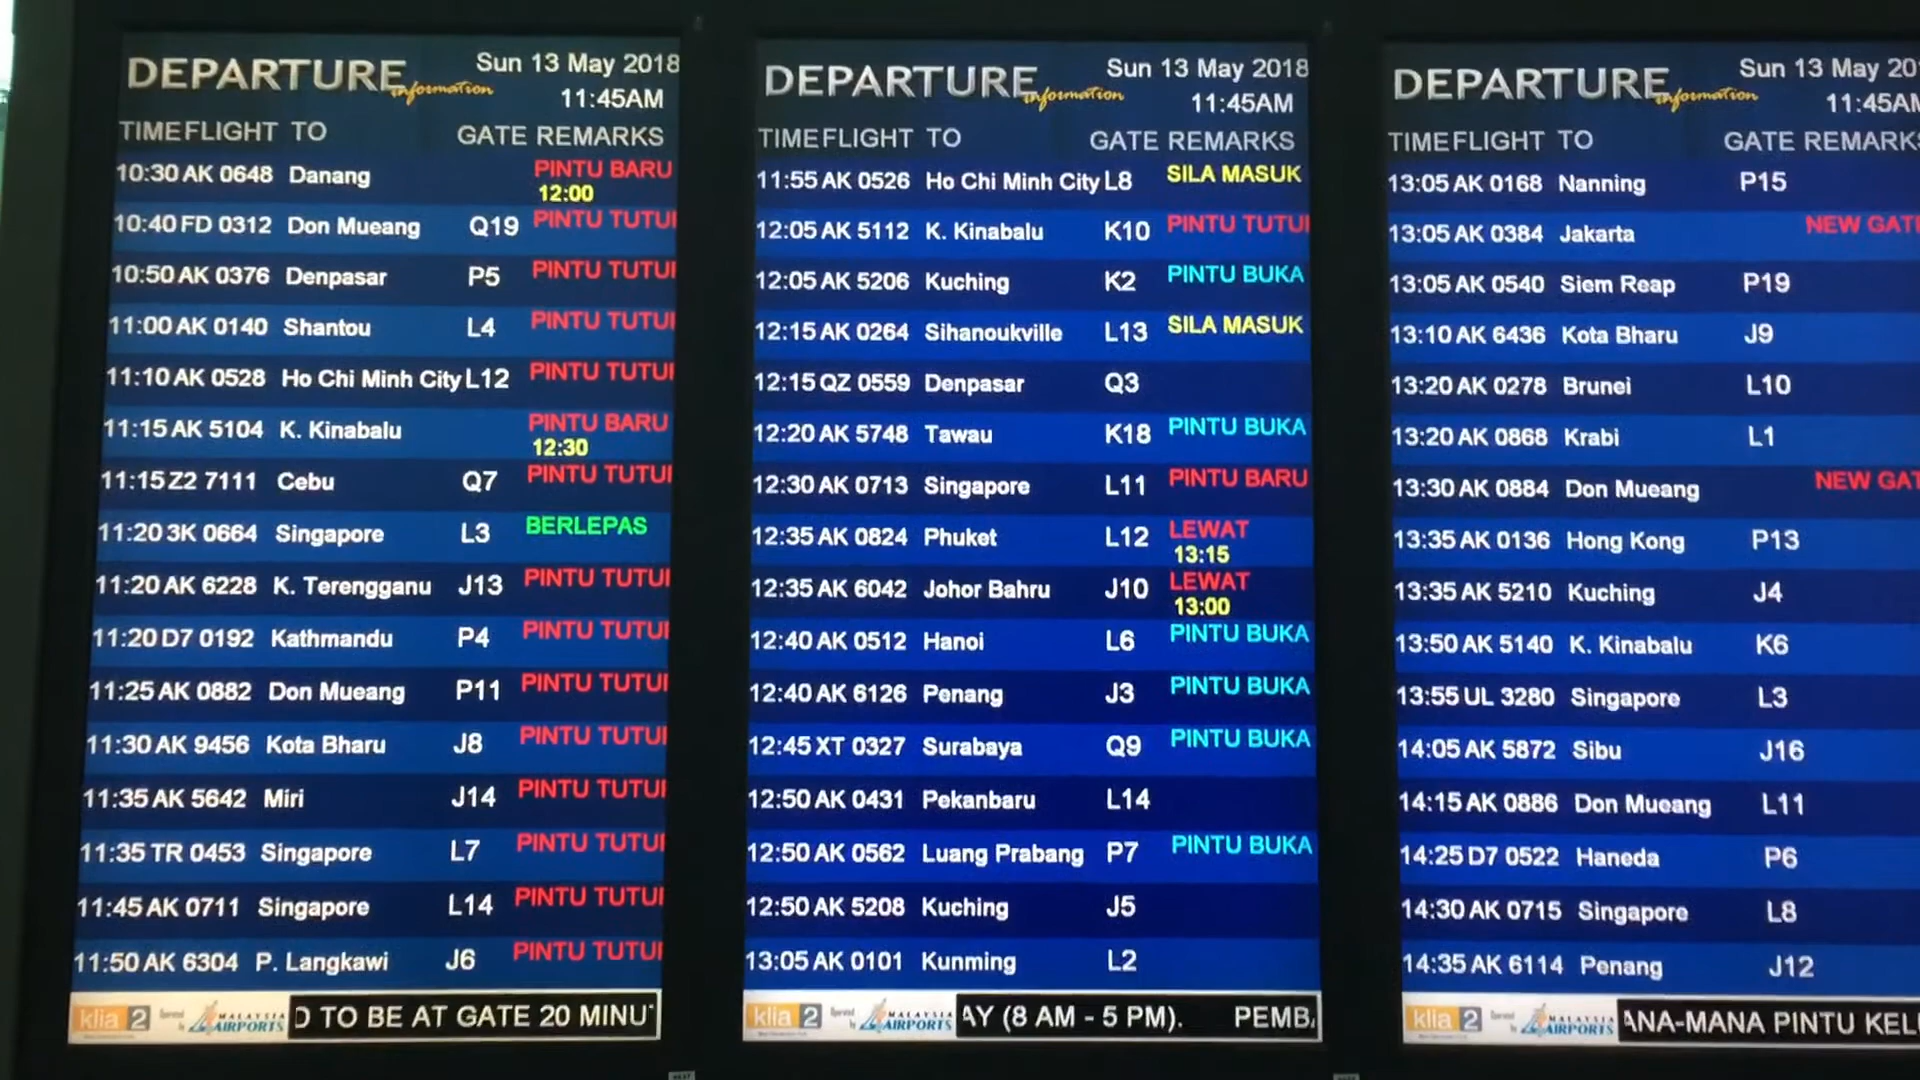 DEPARTURE information Sun 13 May 2018
11:45AM
TIME FLIGHT TO GATE REMARKS
10:30 AK 0648 Danang PINTU BARU
12:00
10:40 FD 0312 Don Mueang Q19 PINTU TUTUP
10:50 AK 0376 Denpasar P5 PINTU TUTUP
11:00 AK 0140 Shantou L4 PINTU TUTUP
11:10 AK 0528 Ho Chi Minh City L12 PINTU TUTUP
11:15 AK 5104 K. Kinabalu PINTU BARU
12:30
11:15 Z2 7111 Cebu Q7 PINTU TUTUP
11:20 3K 0664 Singapore L3 BERLEPAS
11:20 AK 6228 K. Terengganu J13 PINTU TUTUP
11:20 D7 0192 Kathmandu P4 PINTU TUTUP
11:25 AK 0882 Don Mueang P11 PINTU TUTUP
11:30 AK 9456 Kota Bharu J8 PINTU TUTUP
11:35 AK 5642 Miri J14 PINTU TUTUP
11:35 TR 0453 Singapore L7 PINTU TUTUP
11:45 AK 0711 Singapore L14 PINTU TUTUP
11:50 AK 6304 P. Langkawi J6 PINTU TUTUP
klia 2 Operated by MALAYSIA AIRPORTS D TO BE AT GATE 20 MINUT
DEPARTURE information Sun 13 May 2018
11:45AM
TIME FLIGHT TO GATE REMARKS
11:55 AK 0526 Ho Chi Minh City L8 SILA MASUK
12:05 AK 5112 K. Kinabalu K10 PINTU TUTUP
12:05 AK 5206 Kuching K2 PINTU BUKA
12:15 AK 0264 Sihanoukville L13 SILA MASUK
12:15 QZ 0559 Denpasar Q3
12:20 AK 5748 Tawau K18 PINTU BUKA
12:30 AK 0713 Singapore L11 PINTU BARU
12:35 AK 0824 Phuket L12 LEWAT
13:15
12:35 AK 6042 Johor Bahru J10 LEWAT
13:00
12:40 AK 0512 Hanoi L6 PINTU BUKA
12:40 AK 6126 Penang J3 PINTU BUKA
12:45 XT 0327 Surabaya Q9 PINTU BUKA
12:50 AK 0431 Pekanbaru L14
12:50 AK 0562 Luang Prabang P7 PINTU BUKA
12:50 AK 5208 Kuching J5
13:05 AK 0101 Kunming L2
klia 2 Operated by MALAYSIA AIRPORTS AY (8 AM - 5 PM). PEMBA
DEPARTURE information Sun 13 May 201
11:45AM
TIME FLIGHT TO GATE REMARKS
13:05 AK 0168 Nanning P15
13:05 AK 0384 Jakarta NEW GATE
13:05 AK 0540 Siem Reap P19
13:10 AK 6436 Kota Bharu J9
13:20 AK 0278 Brunei L10
13:20 AK 0868 Krabi L1
13:30 AK 0884 Don Mueang NEW GAT
13:35 AK 0136 Hong Kong P13
13:35 AK 5210 Kuching J4
13:50 AK 5140 K. Kinabalu K6
13:55 UL 3280 Singapore L3
14:05 AK 5872 Sibu J16
14:15 AK 0886 Don Mueang L11
14:25 D7 0522 Haneda P6
14:30 AK 0715 Singapore L8
14:35 AK 6114 Penang J12
klia 2 Operated by MALAYSIA AIRPORTS ANA-MANA PINTU KEL